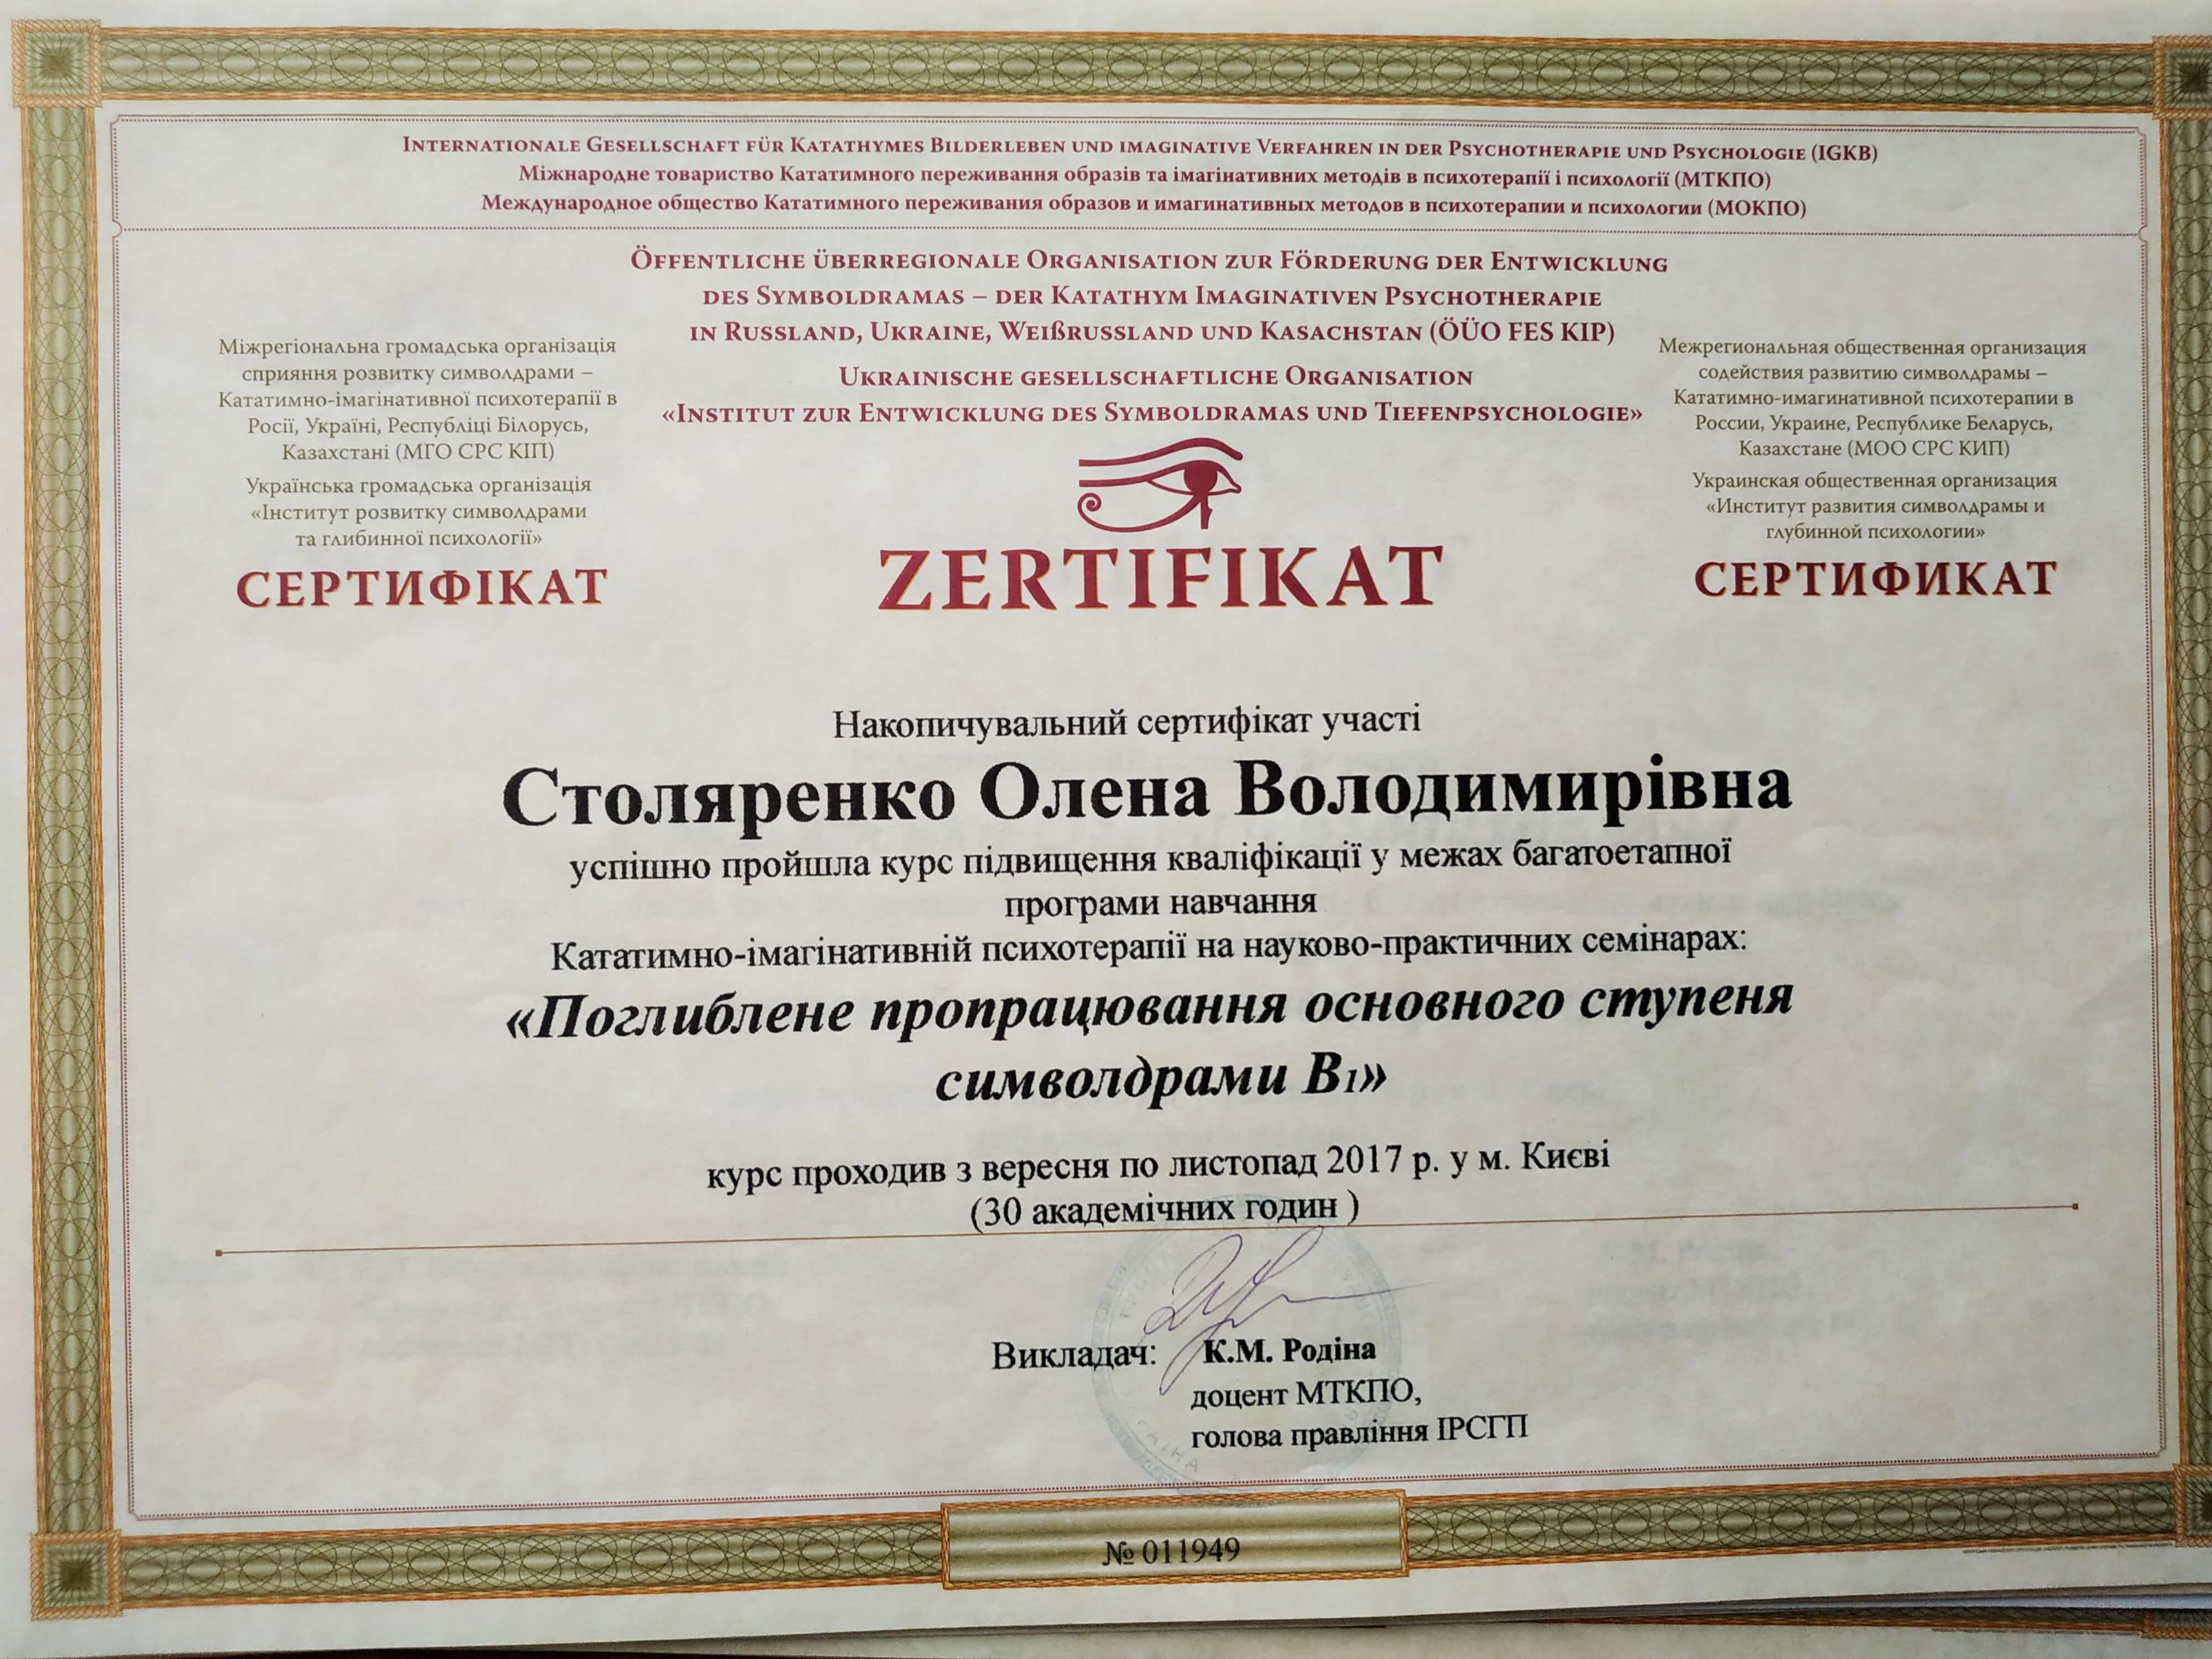 Internationale Gesellschaft für Katathymes Bilderleben und imaginative Verfahren in der Psychotherapie und Psychologie (IGKB)
Міжнародне товариство Кататимного переживання образів та імагінативних методів в психотерапії і психології (МТКПО)
Международное общество Кататимного переживания образов и имагинативных методов в психотерапии и психологии (МОКПО)
Öffentliche überregionale Organisation zur Förderung der Entwicklung
des Symboldramas – der Katathym Imaginativen Psychotherapie
in Russland, Ukraine, Weißrussland und Kasachstan (ÖÜO FES KIP)
Ukrainische gesellschaftliche Organisation
«Institut zur Entwicklung des Symboldramas und Tiefenpsychologie»
Міжрегіональна громадська організація
сприяння розвитку символдрами –
Кататимно-імагінативної психотерапії в
Росії, Україні, Республіці Білорусь,
Казахстані (МГО СРС КІП)
Українська громадська організація
«Інститут розвитку символдрами
та глибинної психології»
СЕРТИФІКАТ
ZERTIFIKAT
Межрегиональная общественная организация
содействия развитию символдрамы –
Кататимно-имагинативной психотерапии в
России, Украине, Республике Беларусь,
Казахстане (МОО СРС КИП)
Украинская общественная организация
«Институт развития символдрамы и
глубинной психологии»
СЕРТИФИКАТ
Накопичувальний сертифікат участі
Столяренко Олена Володимирівна
успішно пройшла курс підвищення кваліфікації у межах багатоетапної
програми навчання
Кататимно-імагінативній психотерапії на науково-практичних семінарах:
«Поглиблене пропрацювання основного ступеня
символдрами В1»
курс проходив з вересня по листопад 2017 р. у м. Києві
(30 академічних годин )
Викладач: К.М. Родіна
доцент МТКПО,
голова правління ІРСГП
№ 011949